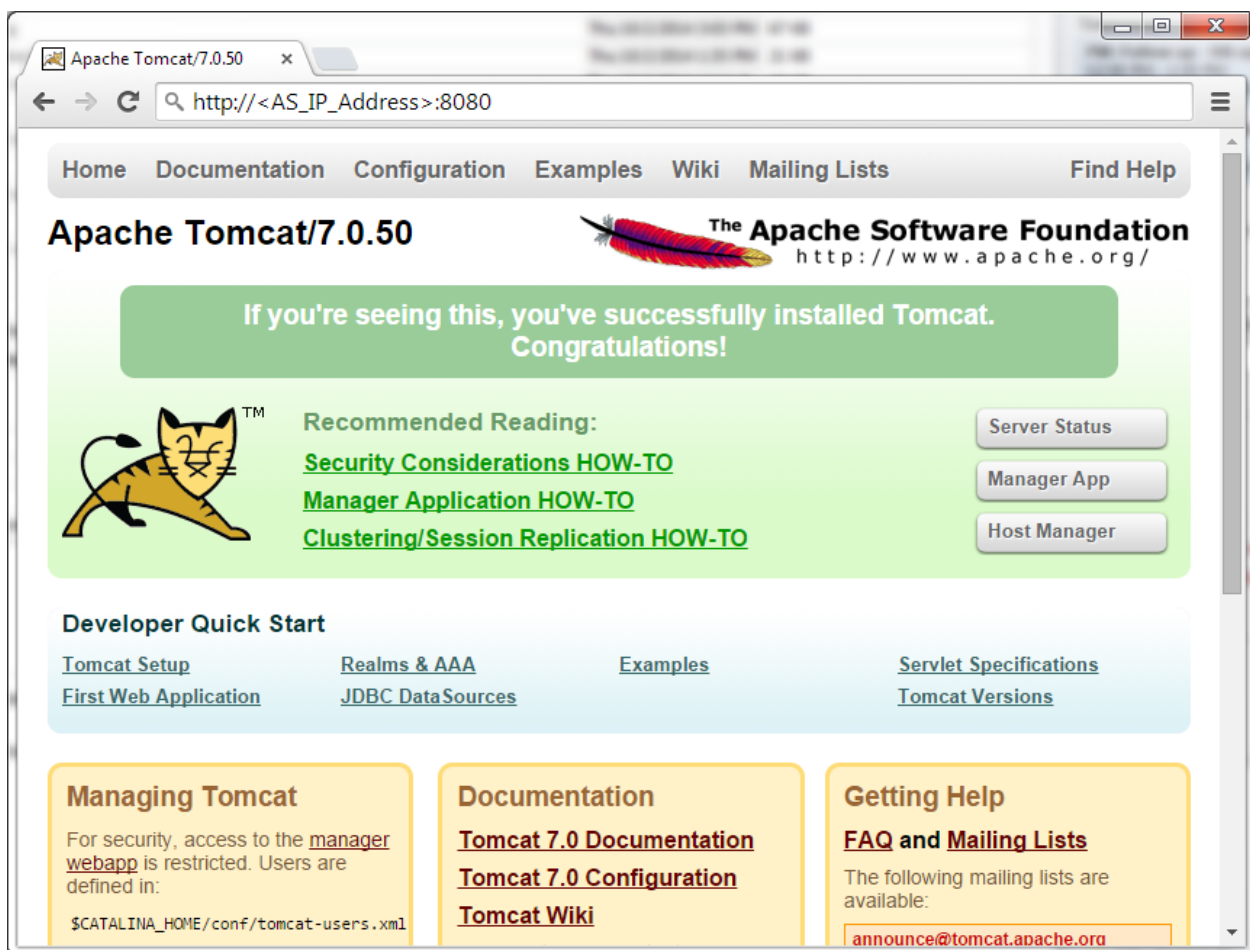 Apache Tomcat/7.0.50
http://<AS_IP_Address>:8080
Home Documentation Configuration Examples Wiki Mailing Lists Find Help
Apache Tomcat/7.0.50
The Apache Software Foundation
http://www.apache.org/
If you're seeing this, you've successfully installed Tomcat.
Congratulations!
TM
Recommended Reading:
Security Considerations HOW-TO
Manager Application HOW-TO
Clustering/Session Replication HOW-TO
Server Status
Manager App
Host Manager
Developer Quick Start
Tomcat Setup
First Web Application
Realms & AAA
JDBC DataSources
Examples
Servlet Specifications
Tomcat Versions
Managing Tomcat
For security, access to the manager
webapp is restricted. Users are
defined in:
$CATALINA_HOME/conf/tomcat-users.xml
Documentation
Tomcat 7.0 Documentation
Tomcat 7.0 Configuration
Tomcat Wiki
Getting Help
FAQ and Mailing Lists
The following mailing lists are
available:
announce@tomcat.apache.org